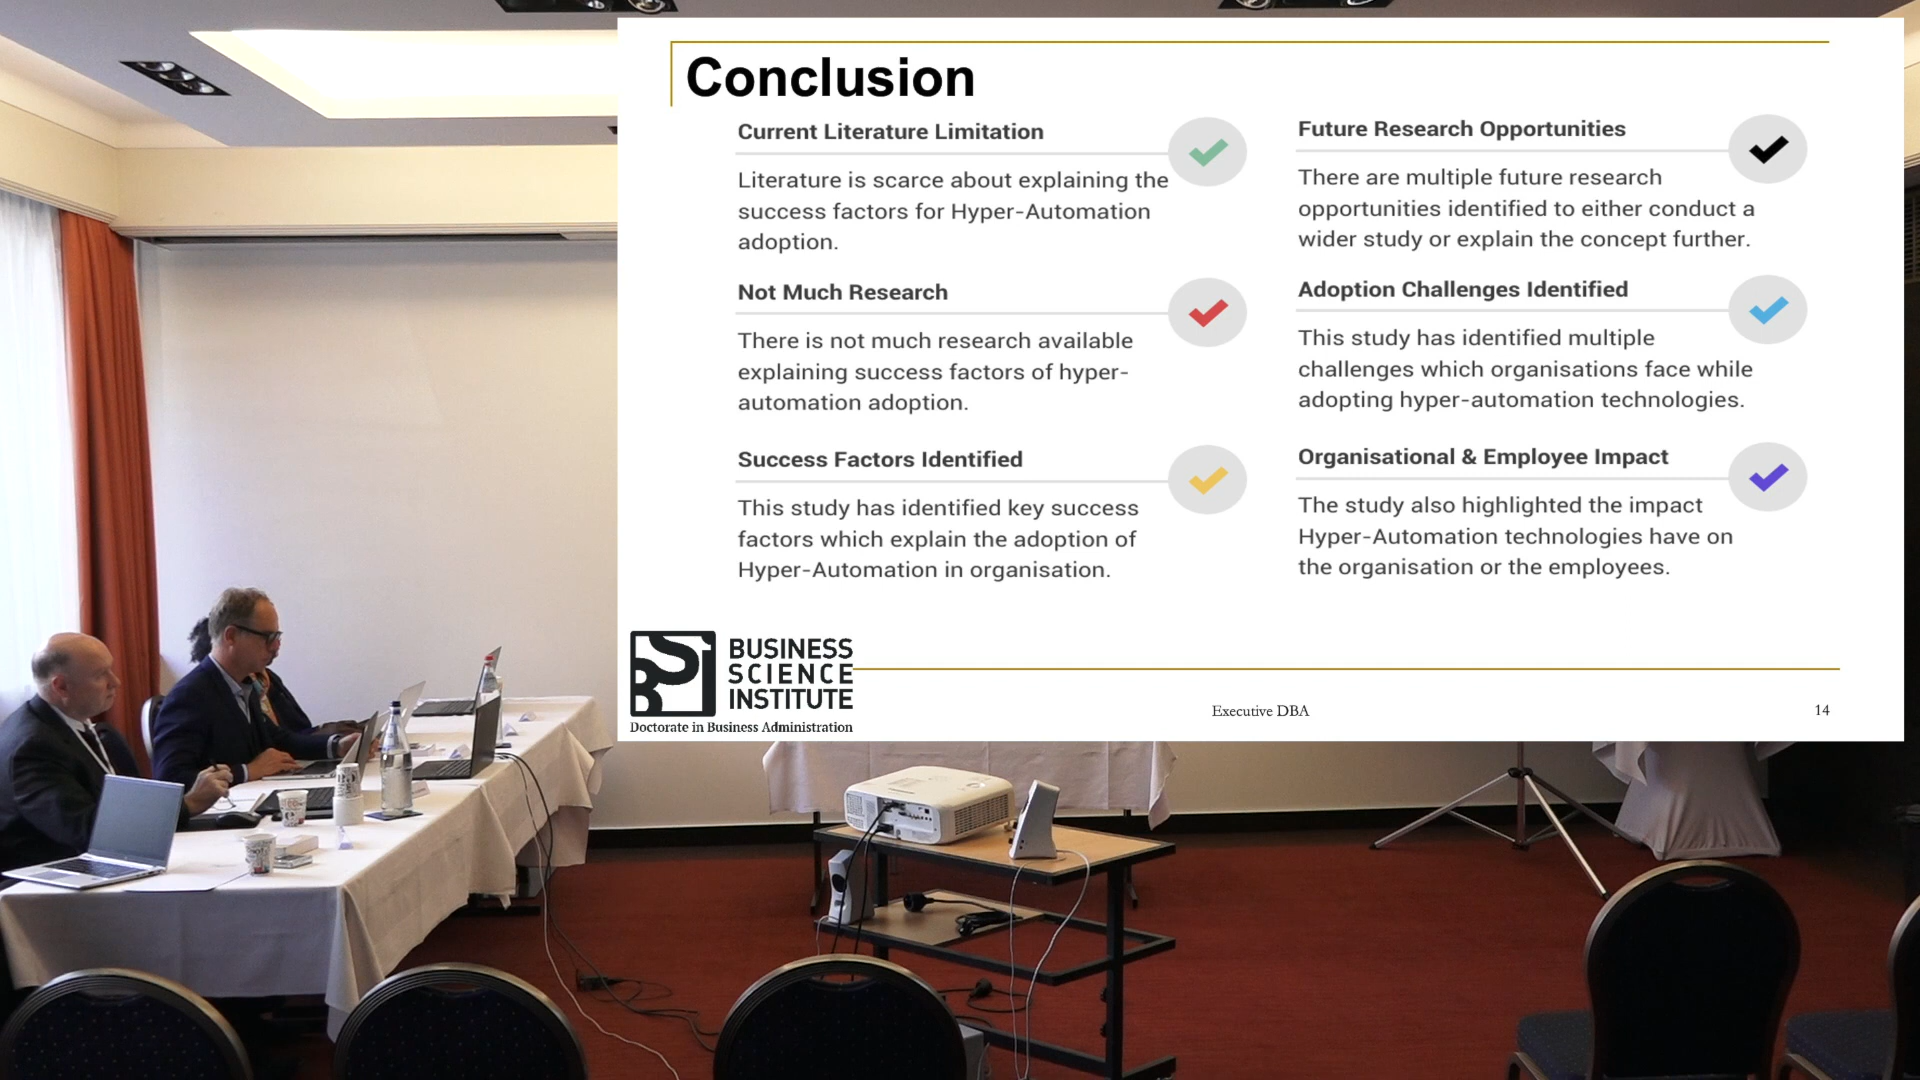 Conclusion
Current Literature Limitation
Literature is scarce about explaining the
success factors for Hyper-Automation
adoption.
Not Much Research
There is not much research available
explaining success factors of hyper-
automation adoption.
Success Factors Identified
This study has identified key success
factors which explain the adoption of
Hyper-Automation in organisation.
Future Research Opportunities
There are multiple future research
opportunities identified to either conduct a
wider study or explain the concept further.
Adoption Challenges Identified
This study has identified multiple
challenges which organisations face while
adopting hyper-automation technologies.
Organisational & Employee Impact
The study also highlighted the impact
Hyper-Automation technologies have on
the organisation or the employees.
BUSINESS
SCIENCE
INSTITUTE
Doctorate in Business Administration
Executive DBA
14